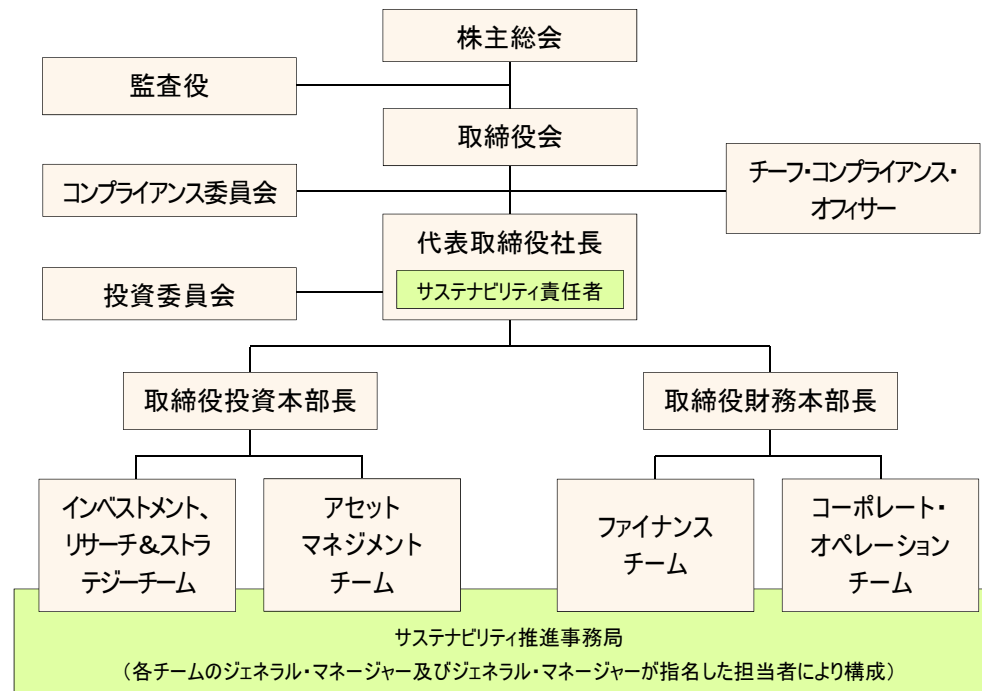 株主総会
監査役
取締役会
コンプライアンス委員会
チーフ・コンプライアンス・
オフィサー
代表取締役社長
サステナビリティ責任者
投資委員会
取締役投資本部長
取締役財務本部長
インベストメント、
リサーチ&ストラ
テジーチーム
アセット
マネジメント
チーム
ファイナンス
チーム
コーポレート・
オペレーション
チーム
サステナビリティ推進事務局
（各チームのジェネラル・マネージャー及びジェネラル・マネージャーが指名した担当者により構成）